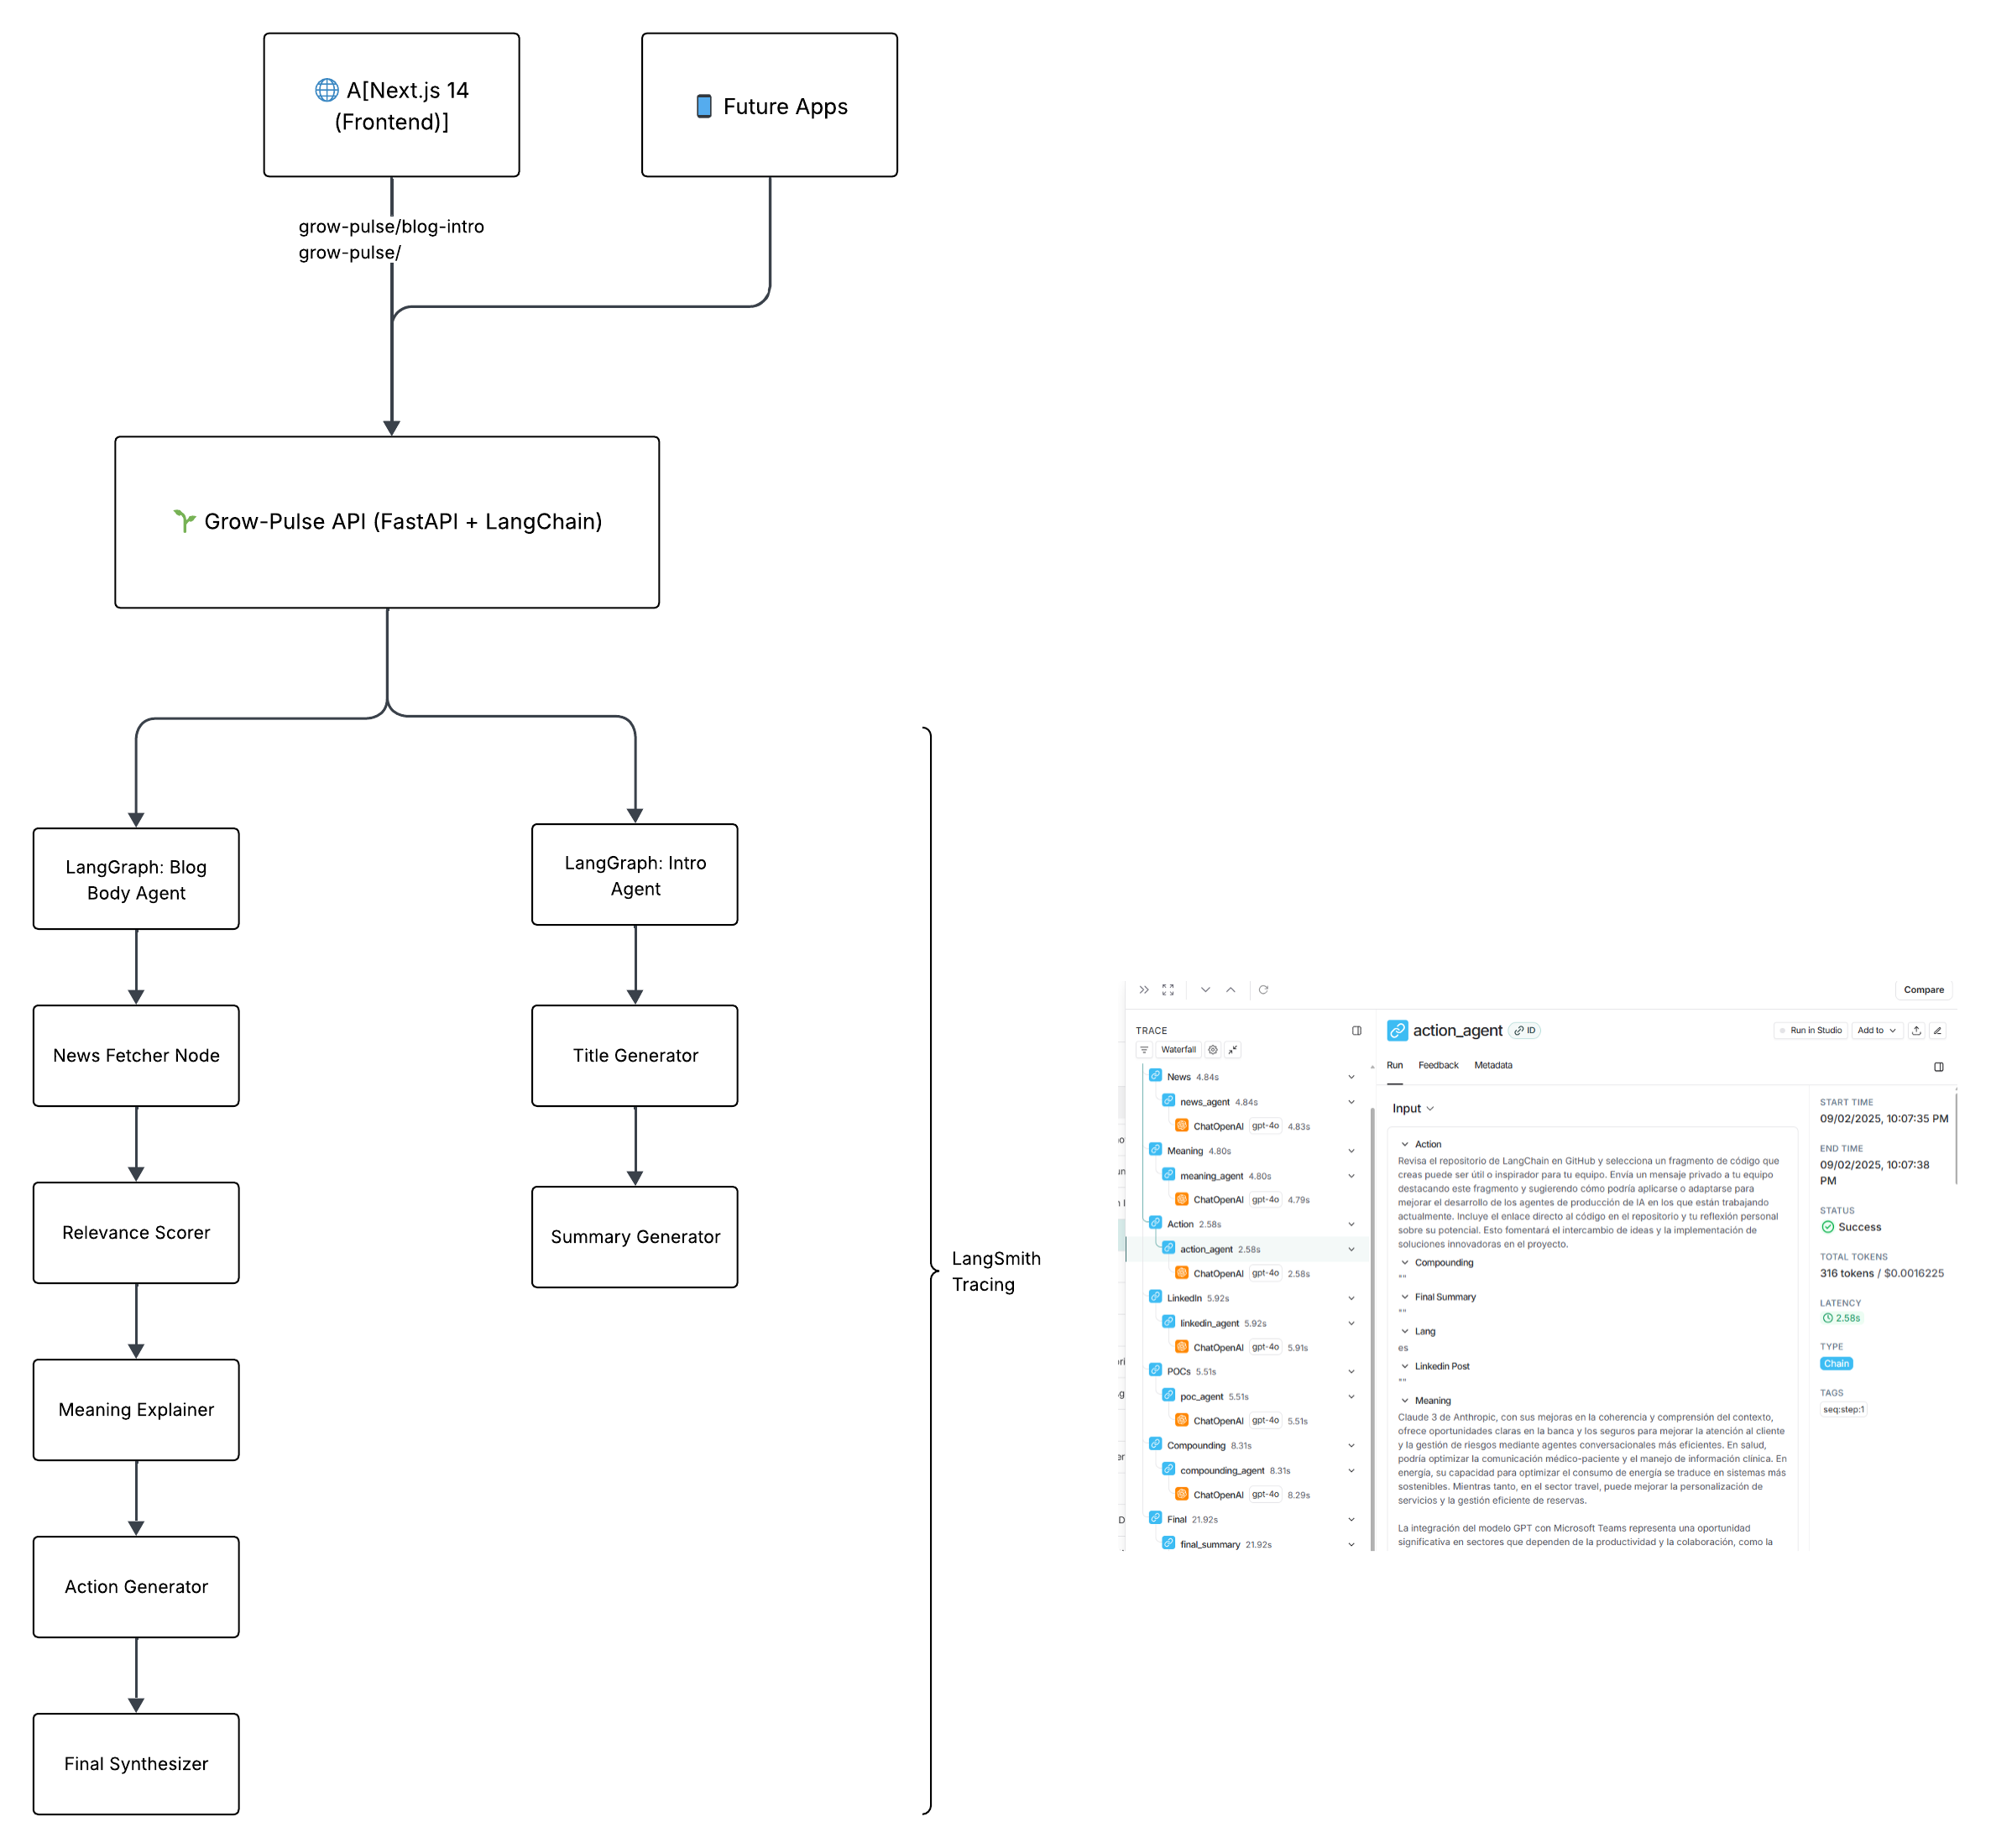 A[Next.js 14
(Frontend)]
Future Apps
grow-pulse/blog-intro
grow-pulse/
Grow-Pulse API (FastAPI + LangChain)
LangGraph: Blog
Body Agent
LangGraph: Intro
Agent
News Fetcher Node
Title Generator
Relevance Scorer
Summary Generator
Meaning Explainer
Action Generator
Final Synthesizer
LangSmith
Tracing
Compare
TRACE
Waterfall
News 4.84s
news_agent 4.84s
ChatOpenAI gpt-4o 4.83s
Meaning 4.80s
meaning_agent 4.80s
ChatOpenAI gpt-4o 4.79s
Action 2.58s
action_agent 2.58s
ChatOpenAI gpt-4o 2.58s
LinkedIn 5.92s
linkedin_agent 5.92s
ChatOpenAI gpt-4o 5.91s
POCs 5.51s
poc_agent 5.51s
ChatOpenAI gpt-4o 5.51s
Compounding 8.31s
compounding_agent 8.31s
ChatOpenAI gpt-4o 8.29s
Final 21.92s
final_summary 21.92s
action_agent ID
Run in Studio Add to
Run Feedback Metadata
Input
Action
Revisa el repositorio de LangChain en GitHub y selecciona un fragmento de código que
creas puede ser útil o inspirador para tu equipo. Envía un mensaje privado a tu equipo
destacando este fragmento y sugeriendo cómo podría aplicarse o adaptarse para
mejorar el desarrollo de los agentes de producción de IA en los que están trabajando
actualmente. Incluye el enlace directo al código en el repositorio y tu reflexión personal
sobre su potencial. Esto fomentará el intercambio de ideas y la implementación de
soluciones innovadoras en el proyecto.
Compounding
""
Final Summary
""
Lang
es
Linkedin Post
""
Meaning
Claude 3 de Anthropic, con sus mejoras en la coherencia y comprensión del contexto,
ofrece oportunidades claras en la banca y los seguros para mejorar la atención al cliente
y la gestión de riesgos mediante agentes conversacionales más eficientes. En salud,
podría optimizar la comunicación médico-paciente y el manejo de información clínica. En
energía, su capacidad para optimizar el consumo de energía se traduce en sistemas más
sostenibles. Mientras tanto, en el sector travel, puede mejorar la personalización de
servicios y la gestión eficiente de reservas.
La integración del modelo GPT con Microsoft Teams representa una oportunidad
significativa en sectores que dependen de la productividad y la colaboración, como la
START TIME
09/02/2025, 10:07:35 PM
END TIME
09/02/2025, 10:07:38
PM
STATUS
Success
TOTAL TOKENS
316 tokens / $0.0016225
LATENCY
2.58s
TYPE
Chain
TAGS
seq:step:1